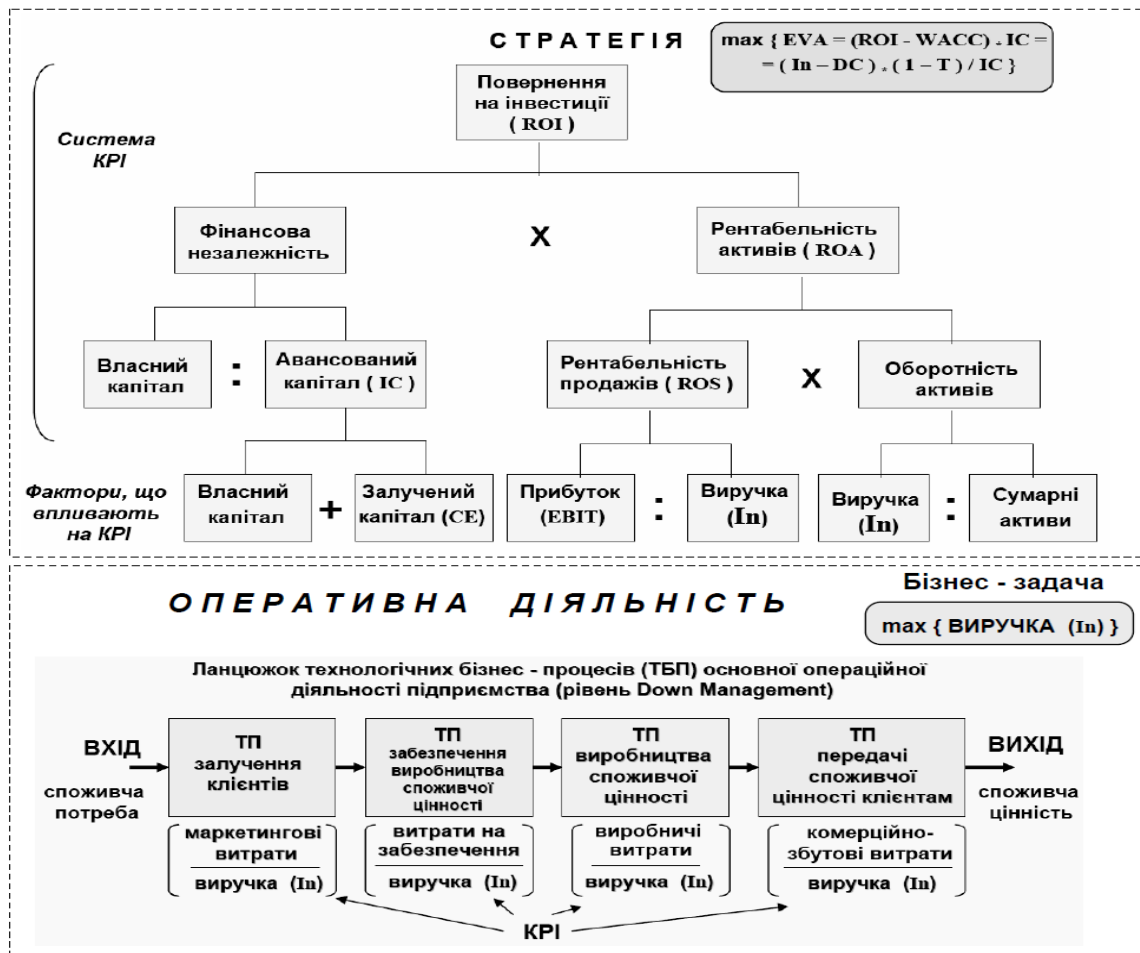 СТРАТЕГІЯ
max { EVA = (ROI - WACC) * IC =
= ( In – DC ) * ( 1 – T ) / IC }
Повернення
на інвестиції
( ROI )
Система
КРІ
Фінансова
незалежність
X
Рентабельність
активів ( ROA )
Власний
капітал
:
Авансований
капітал ( IC )
Рентабельність
продажів ( ROS )
X
Оборотність
активів
Фактори, що
впливають
на КРІ
Власний
капітал
+
Залучений
капітал (CE)
Прибуток
(EBIT)
:
Виручка
(In)
Виручка
(In)
:
Сумарні
активи
ОПЕРАТИВНА ДІЯЛЬНІСТЬ
Бізнес - задача
max { ВИРУЧКА (In) }
Ланцюжок технологічних бізнес - процесів (ТБП) основної операційної
діяльності підприємства (рівень Down Management)
ВХІД
споживча
потреба
ТП
залучення
клієнтів
ТП
забезпечення
виробництва
споживчої
цінності
ТП
виробництва
споживчої
цінності
ТП
передачі
споживчої
цінності клієнтам
ВИХІД
споживча
цінність
маркетингові
витрати
виручка (In)
витрати на
забезпечення
виручка (In)
виробничі
витрати
виручка (In)
комерційно-
збутові витрати
виручка (In)
КРІ